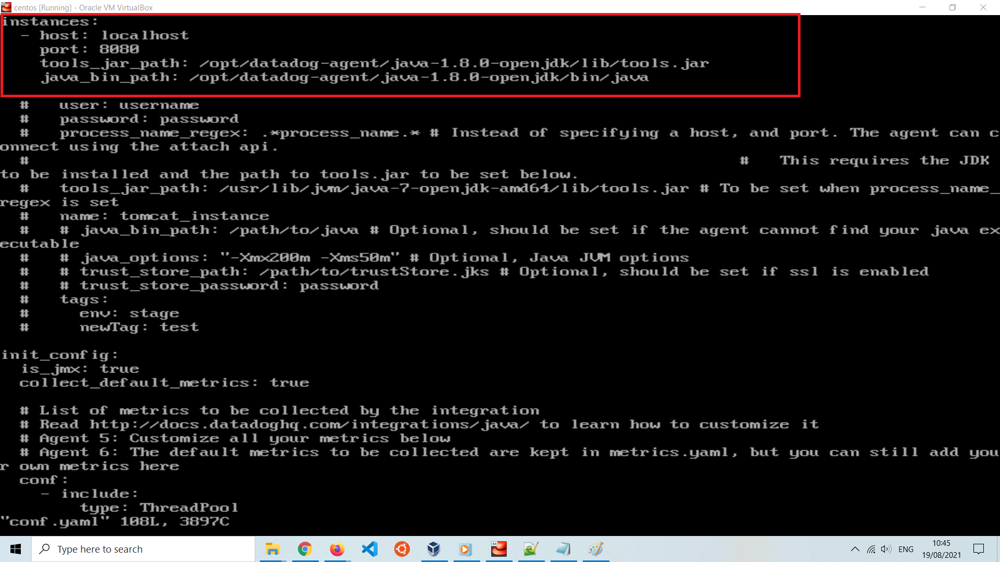 centos [Running] - Oracle VM VirtualBox
instances:
- host: localhost
port: 8080
tools_jar_path: /opt/datadog-agent/java-1.8.0-openjdk/lib/tools.jar
java_bin_path: /opt/datadog-agent/java-1.8.0-openjdk/bin/java
# user: username
# password: password
# process_name_regex: .*process_name.* # Instead of specifying a host, and port. The agent can c
onnect using the attach api.
# # This requires the JDK
to be installed and the path to tools.jar to be set below.
# tools_jar_path: /usr/lib/jvm/java-7-openjdk-amd64/lib/tools.jar # To be set when process_name_
regex is set
# name: tomcat_instance
# # java_bin_path: /path/to/java # Optional, should be set if the agent cannot find your java ex
ecutable
# # java_options: "-Xmx200m -Xms50m" # Optional, Java JVM options
# # trust_store_path: /path/to/trustStore.jks # Optional, should be set if ssl is enabled
# # trust_store_password: password
# tags:
# env: stage
# newTag: test
init_config:
is_jmx: true
collect_default_metrics: true
# List of metrics to be collected by the integration
# Read http://docs.datadoghq.com/integrations/java/ to learn how to customize it
# Agent 5: Customize all your metrics below
# Agent 6: The default metrics to be collected are kept in metrics.yaml, but you can still add you
r own metrics here
conf:
- include:
type: ThreadPool
"conf.yaml" 108L, 3897C
Type here to search
64
ENG
10:45
19/08/2021